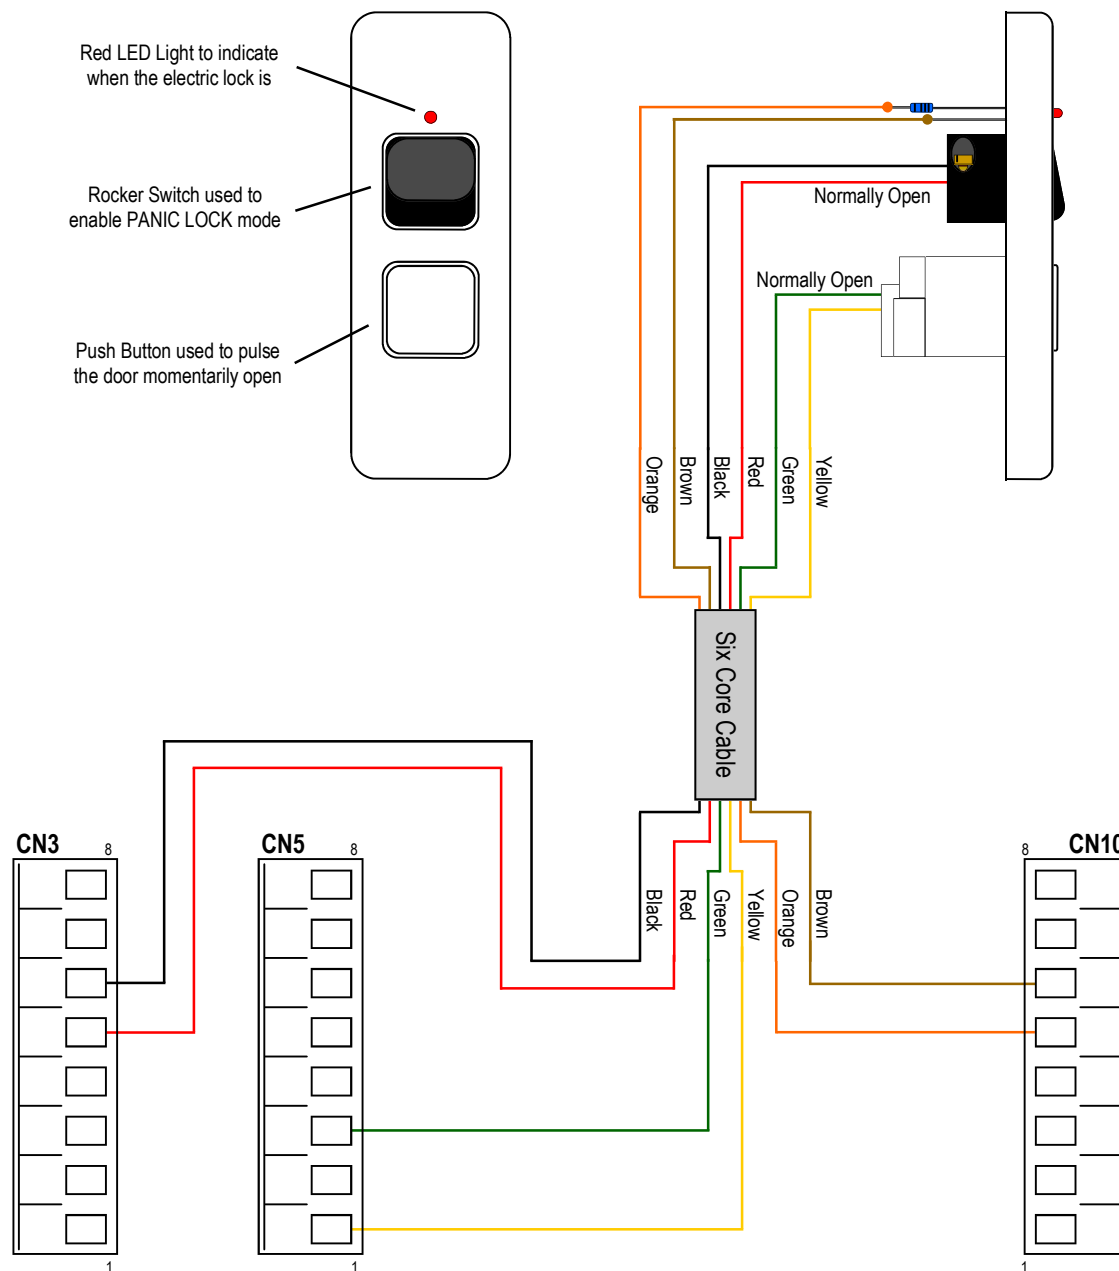 Red LED Light to indicate
when the electric lock is
Rocker Switch used to
enable PANIC LOCK mode
Push Button used to pulse
the door momentarily open
Normally Open
Normally Open
Orange
Brown
Black
Red
Green
Yellow
Six Core Cable
CN3
8
CN5
8
8
CN10
Black
Red
Green
Yellow
Orange
Brown
1
1
1